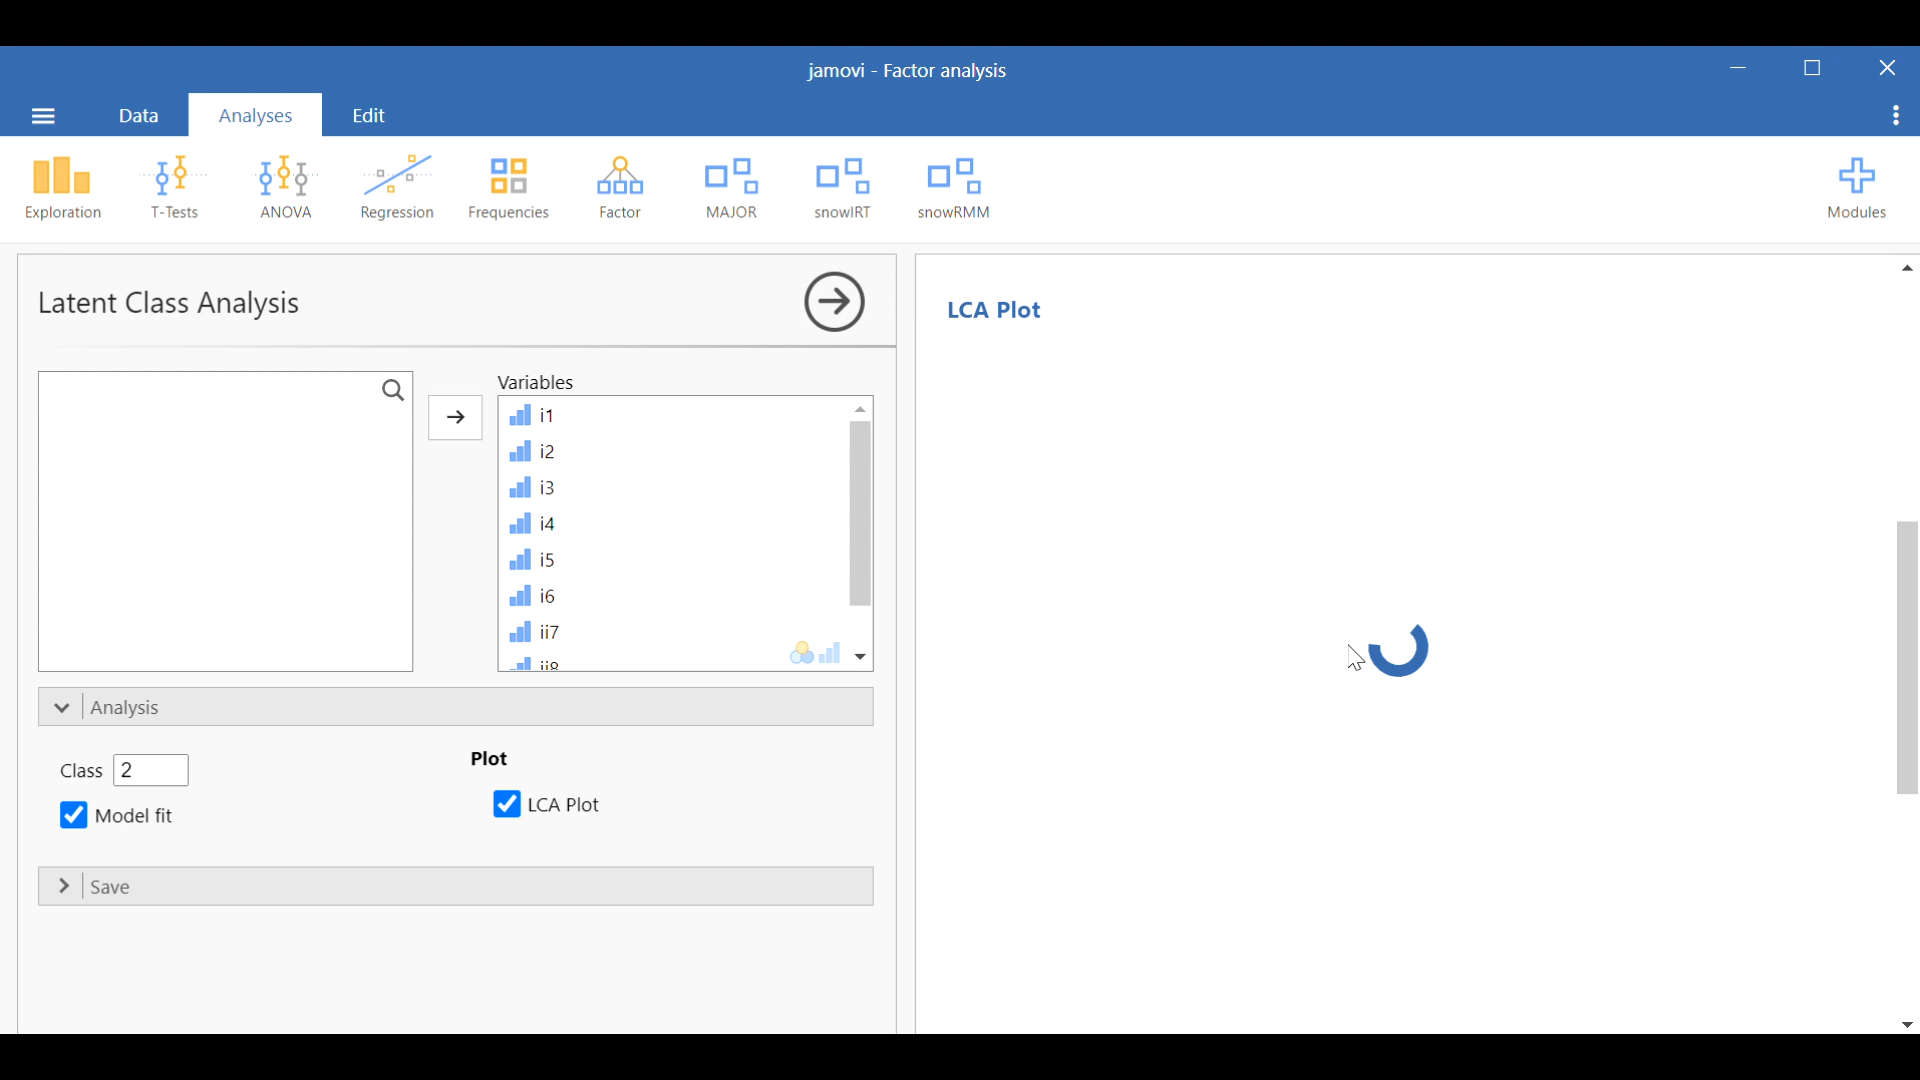 jamovi - Factor analysis
Data
Analyses
Edit
Exploration
T-Tests
ANOVA
Regression
Frequencies
Factor
MAJOR
snowIRT
snowRMM
Modules
Latent Class Analysis
Variables
i1
i2
i3
i4
i5
i6
ii7
ii8
Analysis
Class 2
Model fit
Plot
LCA Plot
Save
LCA Plot